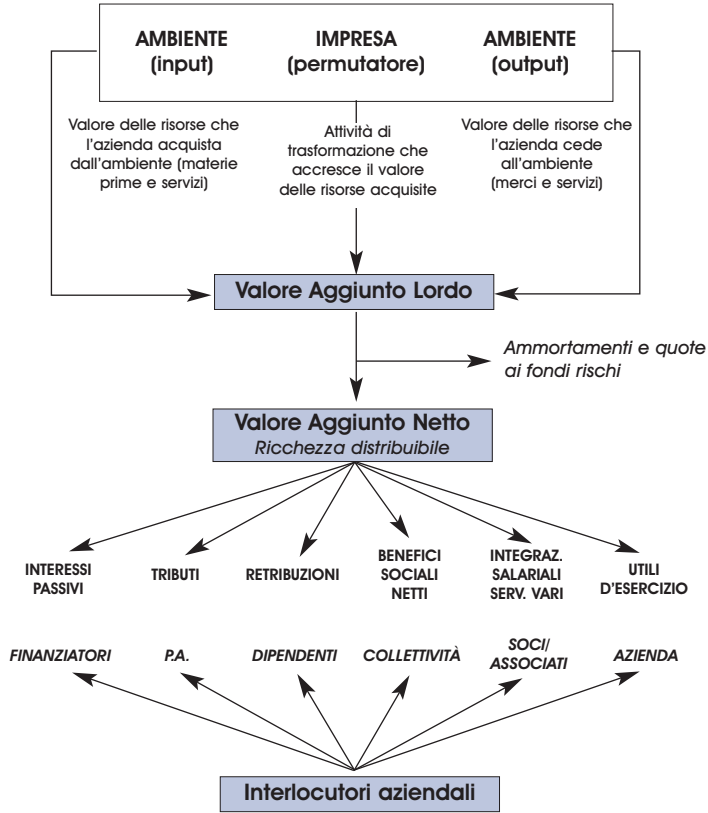 AMBIENTE
(input)
IMPRESA
(permutatore)
AMBIENTE
(output)
Valore delle risorse che
l'azienda acquista
dall'ambiente (materie
prime e servizi)
Attività di
trasformazione che
accresce il valore
delle risorse acquisite
Valore delle risorse che
l'azienda cede
all'ambiente
(merci e servizi)
Valore Aggiunto Lordo
Ammortamenti e quote
ai fondi rischi
Valore Aggiunto Netto
Ricchezza distribuibile
INTERESSI
PASSIVI
TRIBUTI
RETRIBUZIONI
BENEFICI
SOCIALI
NETTI
INTEGRAZ.
SALARIALI
SERV. VARI
UTILI
D'ESERCIZIO
FINANZIATORI
P.A.
DIPENDENTI
COLLETTIVITÀ
SOCI/
ASSOCIATI
AZIENDA
Interlocutori aziendali